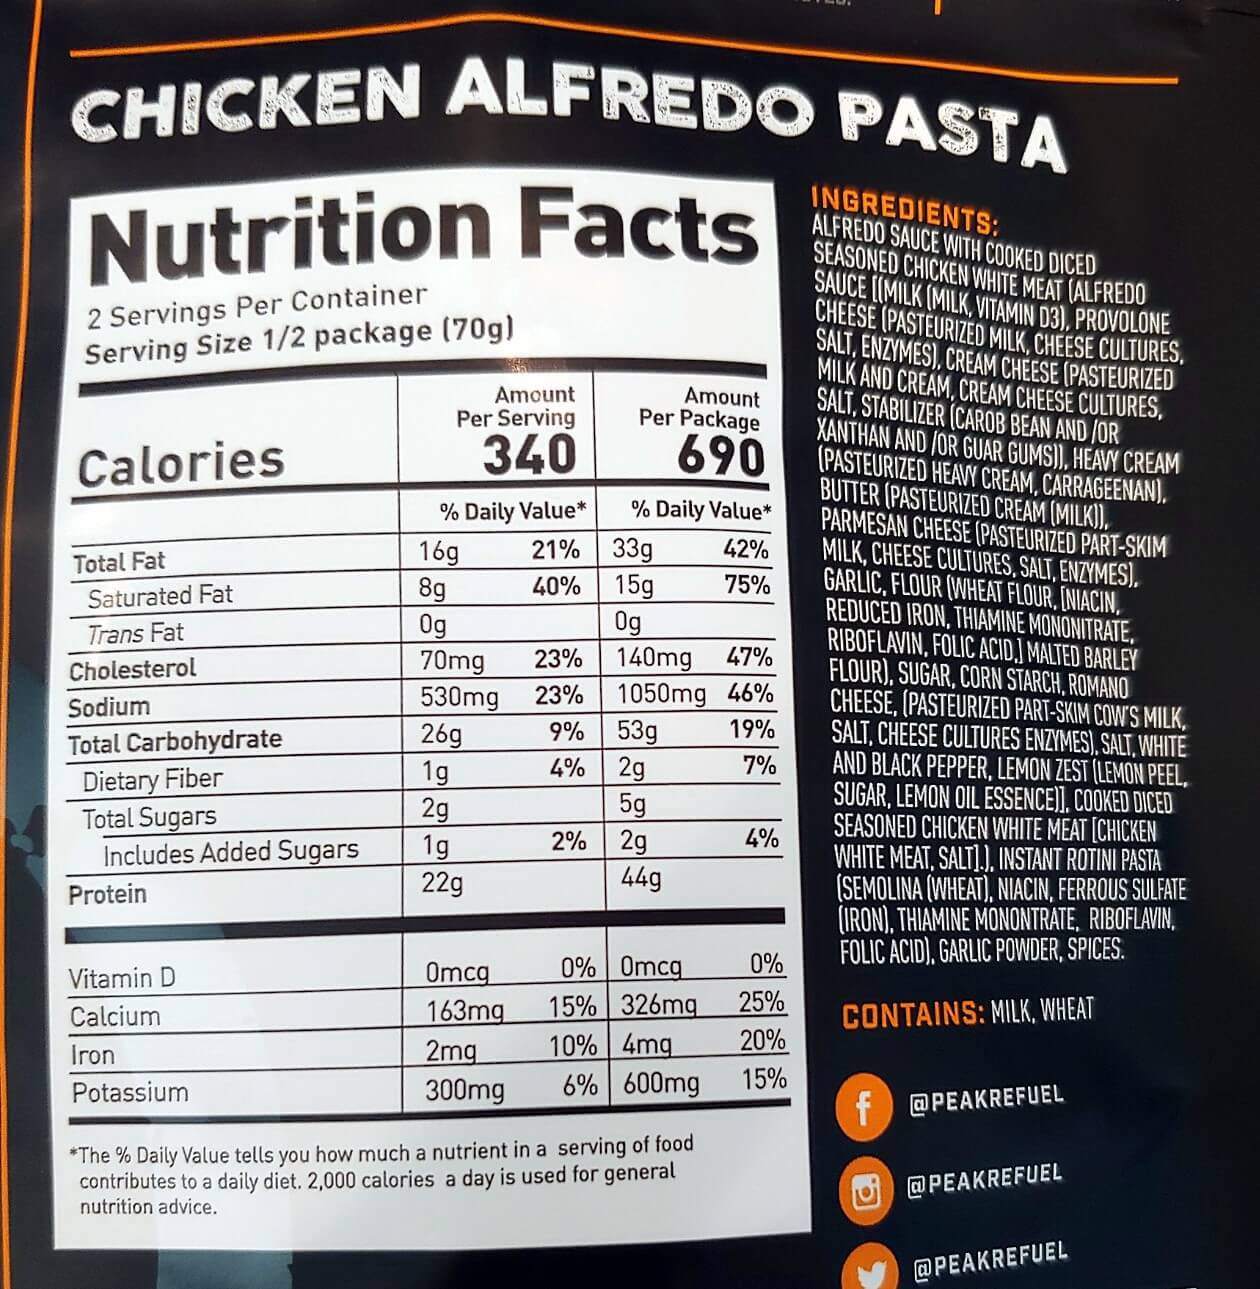 CHICKEN ALFREDO PASTA
Nutrition Facts
2 Servings Per Container
Serving Size 1/2 package (70g)
Amount Per Serving Amount Per Package
Calories 340 690
% Daily Value* % Daily Value*
Total Fat 16g 21% 33g 42%
Saturated Fat 8g 40% 15g 75%
Trans Fat 0g 0g
Cholesterol 70mg 23% 140mg 47%
Sodium 530mg 23% 1050mg 46%
Total Carbohydrate 26g 9% 53g 19%
Dietary Fiber 1g 4% 2g 7%
Total Sugars 2g 5g
Includes Added Sugars 1g 2% 2g 4%
Protein 22g 44g
Vitamin D 0mcg 0% 0mcg 0%
Calcium 163mg 15% 326mg 25%
Iron 2mg 10% 4mg 20%
Potassium 300mg 6% 600mg 15%
*The % Daily Value tells you how much a nutrient in a serving of food
contributes to a daily diet. 2,000 calories a day is used for general
nutrition advice.
INGREDIENTS:
ALFREDO SAUCE WITH COOKED DICED
SEASONED CHICKEN WHITE MEAT (ALFREDO
SAUCE [(MILK (MILK, VITAMIN D3), PROVOLONE
CHEESE (PASTEURIZED MILK, CHEESE CULTURES,
SALT, ENZYMES), CREAM CHEESE (PASTEURIZED
MILK AND CREAM, CREAM CHEESE CULTURES,
SALT, STABILIZER (CAROB BEAN AND /OR
XANTHAN AND /OR GUAR GUMS)), HEAVY CREAM
(PASTEURIZED HEAVY CREAM, CARRAGEENAN),
BUTTER (PASTEURIZED CREAM (MILK)),
PARMESAN CHEESE (PASTEURIZED PART-SKIM
MILK, CHEESE CULTURES, SALT, ENZYMES),
GARLIC, FLOUR (WHEAT FLOUR, [NIACIN,
REDUCED IRON, THIAMINE MONONITRATE,
RIBOFLAVIN, FOLIC ACID,] MALTED BARLEY
FLOUR), SUGAR, CORN STARCH, ROMANO
CHEESE, (PASTEURIZED PART-SKIM COW'S MILK,
SALT, CHEESE CULTURES ENZYMES), SALT, WHITE
AND BLACK PEPPER, LEMON ZEST (LEMON PEEL,
SUGAR, LEMON OIL ESSENCE)], COOKED DICED
SEASONED CHICKEN WHITE MEAT [CHICKEN
WHITE MEAT, SALT].), INSTANT ROTINI PASTA
(SEMOLINA (WHEAT), NIACIN, FERROUS SULFATE
(IRON), THIAMINE MONONTRATE, RIBOFLAVIN,
FOLIC ACID), GARLIC POWDER, SPICES.
CONTAINS: MILK, WHEAT
@PEAKREFUEL
@PEAKREFUEL
@PEAKREFUEL